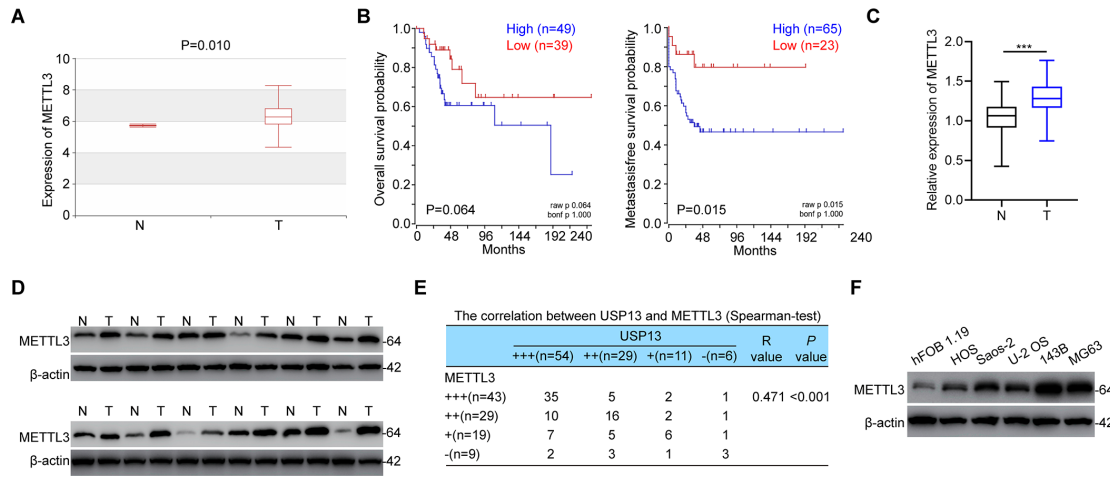 A
P=0.010
Expression of METTL3
10
8
6
4
2
0
N T
B
High (n=49)
Low (n=39)
Overall survival probability
1.0
0.8
0.6
0.4
0.2
0.0
P=0.064
raw p 0.064
bonf p 1.000
0 48 96 144 192 240
Months
High (n=65)
Low (n=23)
Metastasisfree survival probability
1.0
0.8
0.6
0.4
0.2
0.0
P=0.015
raw p 0.015
bonf p 1.000
0 48 96 144 192 240
Months
C
***
Relative expression of METTL3
2.0
1.5
1.0
0.5
0.0
N T
D
N T N T N T N T N T N T
METTL3 -64
β-actin -42
N T N T N T N T N T N T
METTL3 -64
β-actin -42
E
The correlation between USP13 and METTL3 (Spearman-test)
USP13 R value P value
+++(n=54) ++(n=29) +(n=11) -(n=6)
METTL3
+++(n=43) 35 5 2 1 0.471 <0.001
++(n=29) 10 16 2 1
+(n=19) 7 5 6 1
-(n=9) 2 3 1 3
F
hFOB 1.19 HOS Saos-2 U-2 OS 143B MG63
METTL3 -64
β-actin -42